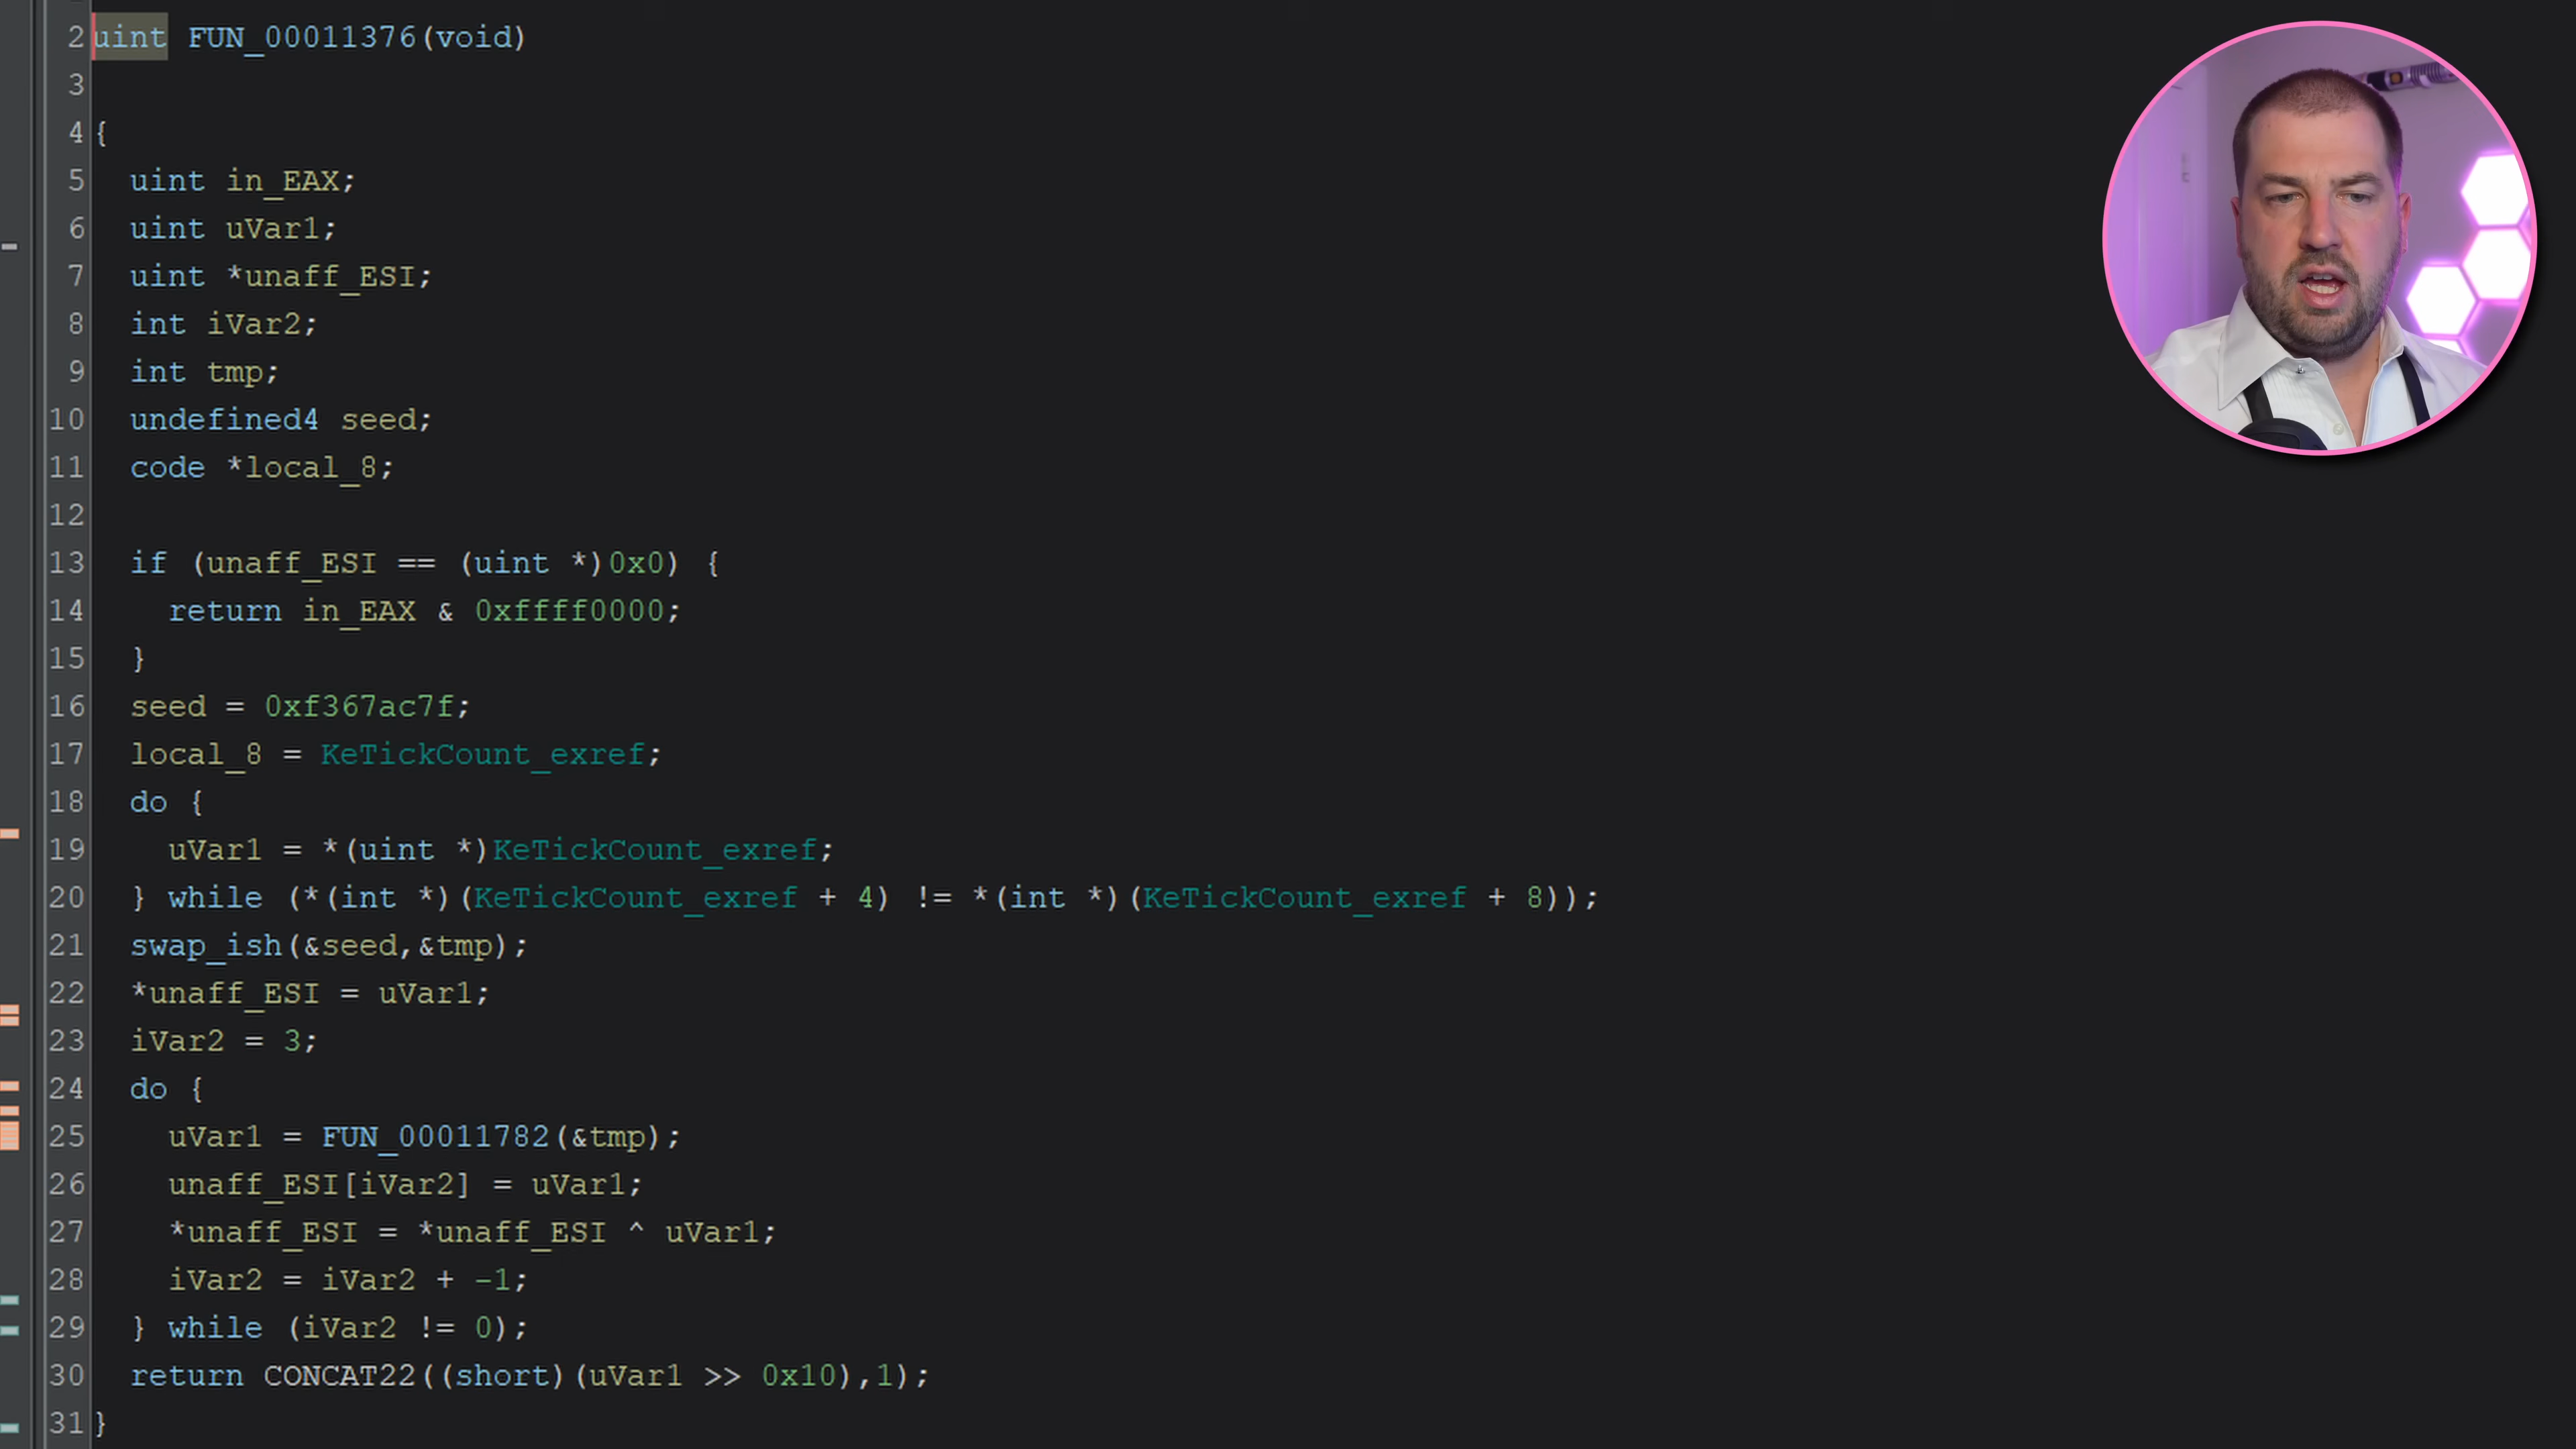 2 uint FUN_00011376(void)
3
4 {
5 uint in_EAX;
6 uint uVar1;
7 uint *unaff_ESI;
8 int iVar2;
9 int tmp;
10 undefined4 seed;
11 code *local_8;
12
13 if (unaff_ESI == (uint *)0x0) {
14 return in_EAX & 0xffff0000;
15 }
16 seed = 0xf367ac7f;
17 local_8 = KeTickCount_exref;
18 do {
19 uVar1 = *(uint *)KeTickCount_exref;
20 } while (*(int *)(KeTickCount_exref + 4) != *(int *)(KeTickCount_exref + 8));
21 swap_ish(&seed,&tmp);
22 *unaff_ESI = uVar1;
23 iVar2 = 3;
24 do {
25 uVar1 = FUN_00011782(&tmp);
26 unaff_ESI[iVar2] = uVar1;
27 *unaff_ESI = *unaff_ESI ^ uVar1;
28 iVar2 = iVar2 + -1;
29 } while (iVar2 != 0);
30 return CONCAT22((short)(uVar1 >> 0x10),1);
31 }